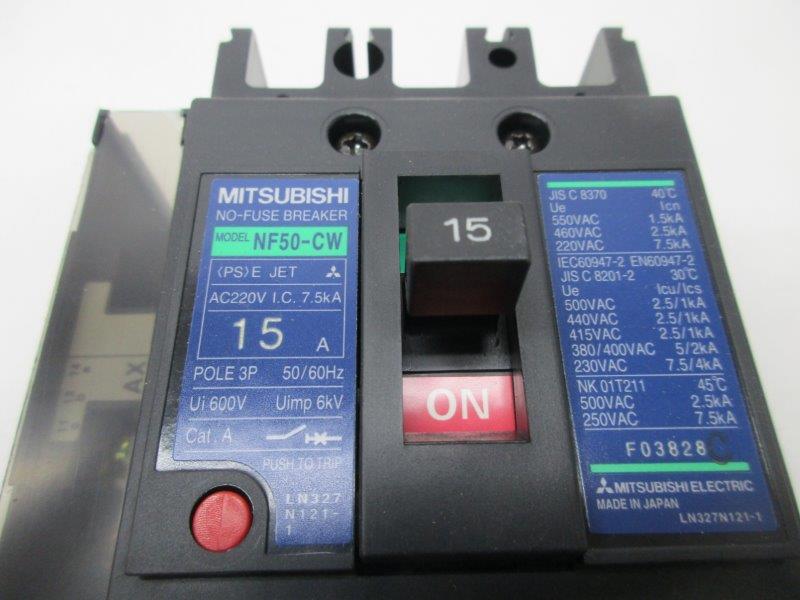 MITSUBISHI
NO-FUSE BREAKER
MODEL NF50-CW
<PS>E JET
AC220V I.C. 7.5kA
15 A
POLE 3P 50/60Hz
Ui 600V Uimp 6kV
Cat. A
PUSH TO TRIP
LN327
N121-
1
15
ON
JIS C 8370 40℃
Ue Icn
550VAC 1.5kA
460VAC 2.5kA
220VAC 7.5kA
IEC60947-2 EN60947-2
JIS C 8201-2 30℃
Ue Icu/Ics
500VAC 2.5/1kA
440VAC 2.5/1kA
415VAC 2.5/1kA
380/400VAC 5/2kA
230VAC 7.5/4kA
NK 01T211 45℃
500VAC 2.5kA
250VAC 7.5kA
F03828C
MITSUBISHI ELECTRIC
MADE IN JAPAN
LN327N121-1
AX